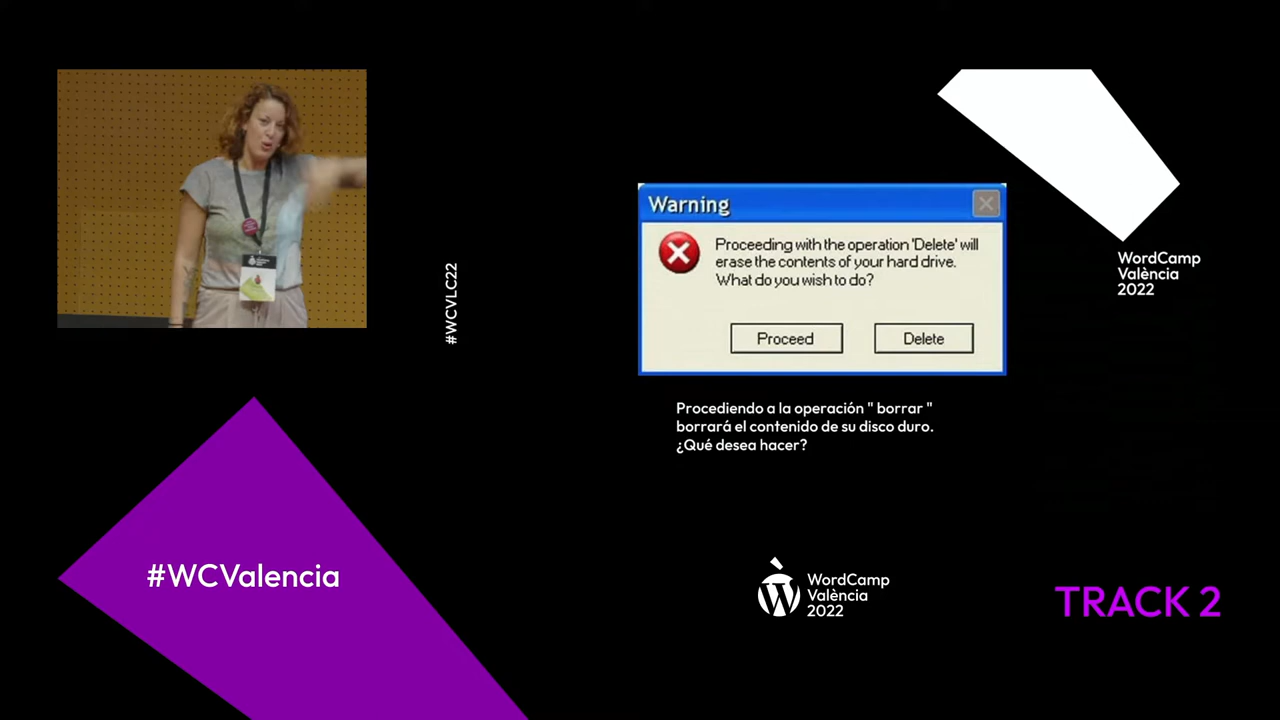 Warning
Proceeding with the operation 'Delete' will
erase the contents of your hard drive.
What do you wish to do?
Proceed
Delete
Procediendo a la operación " borrar "
borrará el contenido de su disco duro.
¿Qué desea hacer?
#WCVLC22
WordCamp
València
2022
#WCValencia
WordCamp
València
2022
TRACK 2